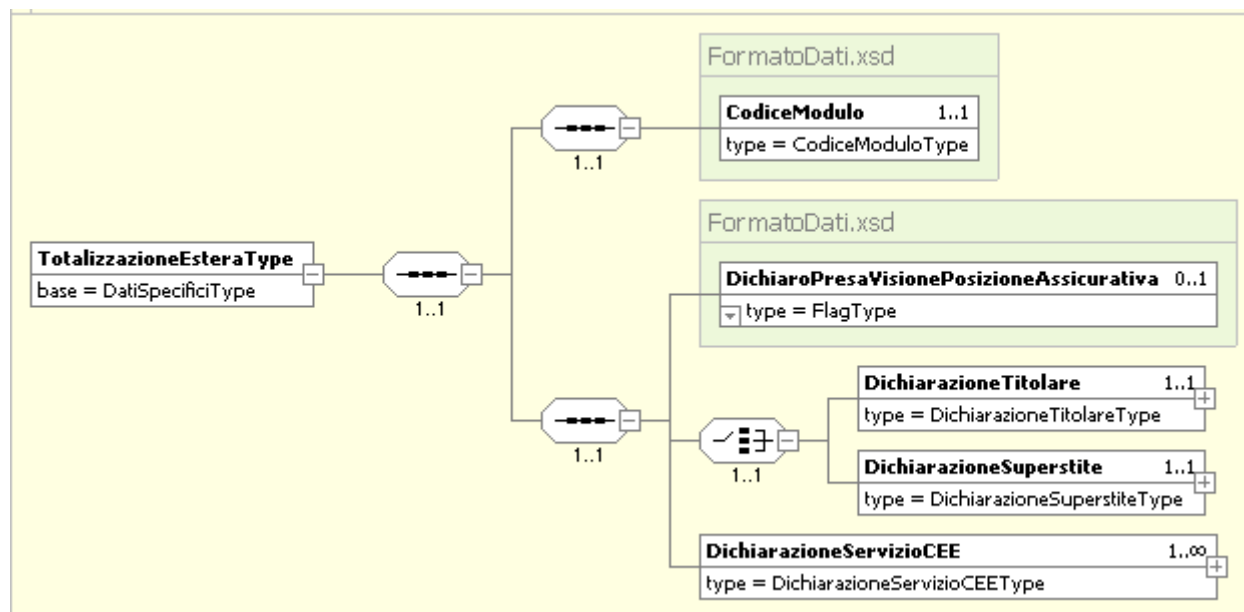 FormatoDati.xsd
CodiceModulo 1..1
type = CodiceModuloType
1..1
FormatoDati.xsd
TotalizzazioneEsteraType
base = DatiSpecificiType
1..1
DichiaroPresaVisionePosizioneAssicurativa 0..1
type = FlagType
DichiarazioneTitolare 1..1
type = DichiarazioneTitolareType
1..1
1..1
DichiarazioneSuperstite 1..1
type = DichiarazioneSuperstiteType
DichiarazioneServizioCEE 1..∞
type = DichiarazioneServizioCEEType